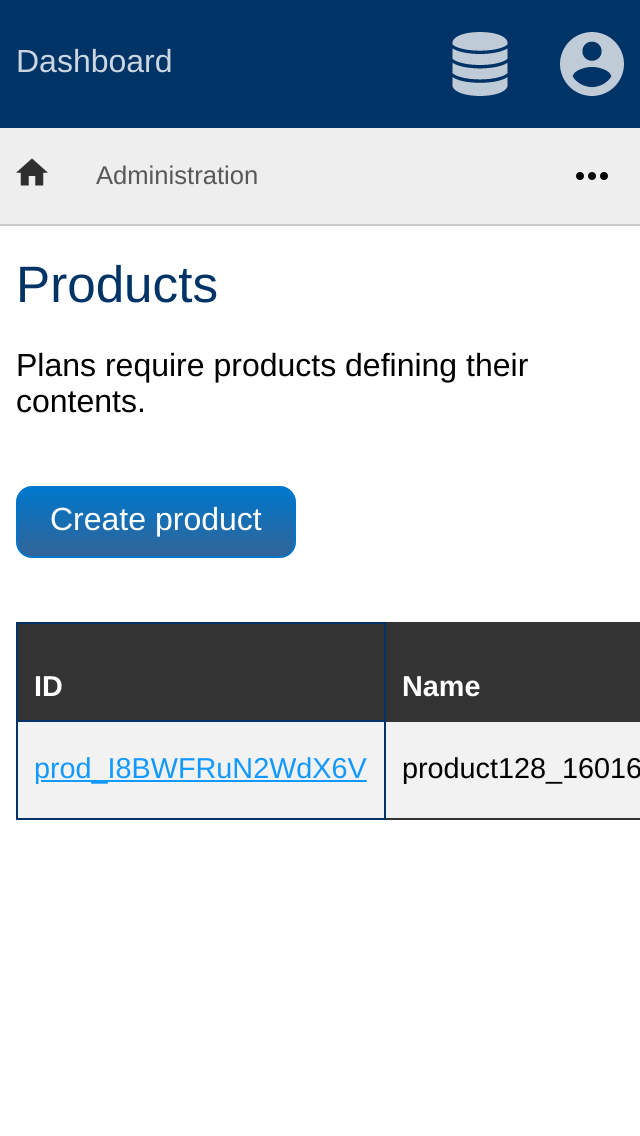 Dashboard
Administration
Products
Plans require products defining their
contents.
Create product
ID Name
prod_I8BWFRuN2WdX6V product128_16016